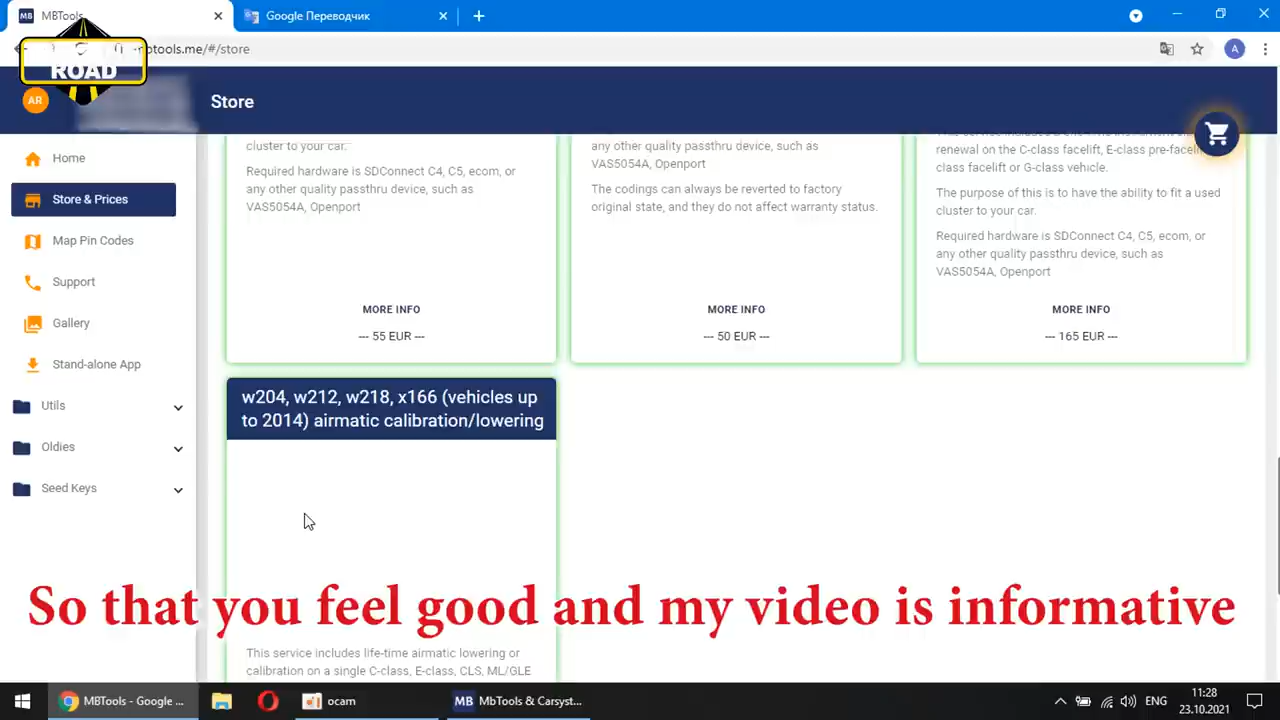 MBTools
Google Переводчик
mbtools.me/#/store
A
ROAD
AR
Store
Home
Store & Prices
Map Pin Codes
Support
Gallery
Stand-alone App
Utils
Oldies
Seed Keys
cluster to your car.
Required hardware is SDConnect C4, C5, ecom, or
any other quality passthru device, such as
VAS5054A, Openport
MORE INFO
--- 55 EUR ---
any other quality passthru device, such as
VAS5054A, Openport
The codings can always be reverted to factory
original state, and they do not affect warranty status.
MORE INFO
--- 50 EUR ---
renewal on the C-class facelift, E-class pre-facelift,
class facelift or G-class vehicle.
The purpose of this is to have the ability to fit a used
cluster to your car.
Required hardware is SDConnect C4, C5, ecom, or
any other quality passthru device, such as
VAS5054A, Openport
MORE INFO
--- 165 EUR ---
w204, w212, w218, x166 (vehicles up
to 2014) airmatic calibration/lowering
So that you feel good and my video is informative
This service includes life-time airmatic lowering or
calibration on a single C-class, E-class, CLS, ML/GLE
MBTools - Google ...
ocam
MB
MbTools & Carsyst...
ENG
11:28
23.10.2021